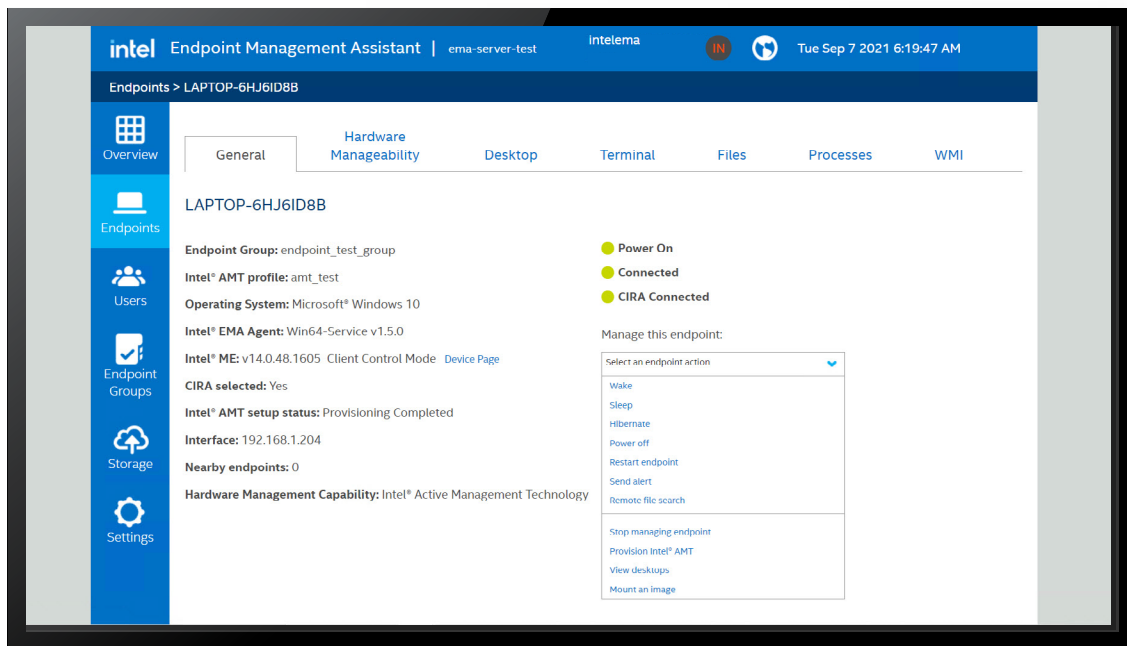 intel Endpoint Management Assistant | ema-server-test intelema IN Tue Sep 7 2021 6:19:47 AM
Endpoints > LAPTOP-6HJ6ID8B
Overview
Endpoints
Users
Endpoint
Groups
Storage
Settings
General
Hardware
Manageability
Desktop
Terminal
Files
Processes
WMI
LAPTOP-6HJ6ID8B
Endpoint Group: endpoint_test_group
Intel® AMT profile: amt_test
Operating System: Microsoft® Windows 10
Intel® EMA Agent: Win64-Service v1.5.0
Intel® ME: v14.0.48.1605 Client Control Mode Device Page
CIRA selected: Yes
Intel® AMT setup status: Provisioning Completed
Interface: 192.168.1.204
Nearby endpoints: 0
Hardware Management Capability: Intel® Active Management Technology
Power On
Connected
CIRA Connected
Manage this endpoint:
Select an endpoint action
Wake
Sleep
Hibernate
Power off
Restart endpoint
Send alert
Remote file search
Stop managing endpoint
Provision Intel® AMT
View desktops
Mount an image